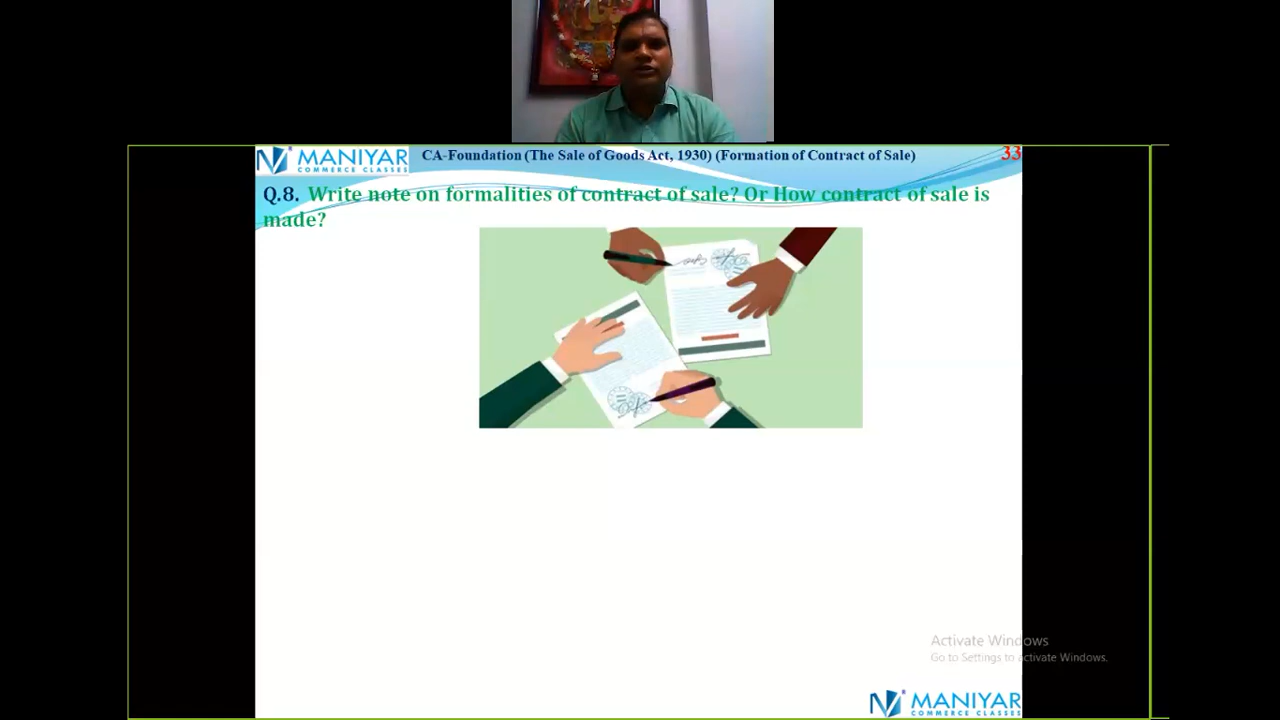 MANIYAR
COMMERCE CLASSES
CA-Foundation (The Sale of Goods Act, 1930) (Formation of Contract of Sale)
33
Q.8. Write note on formalities of contract of sale? Or How contract of sale is
made?
Activate Windows
Go to Settings to activate Windows.
MANIYAR
COMMERCE CLASSES